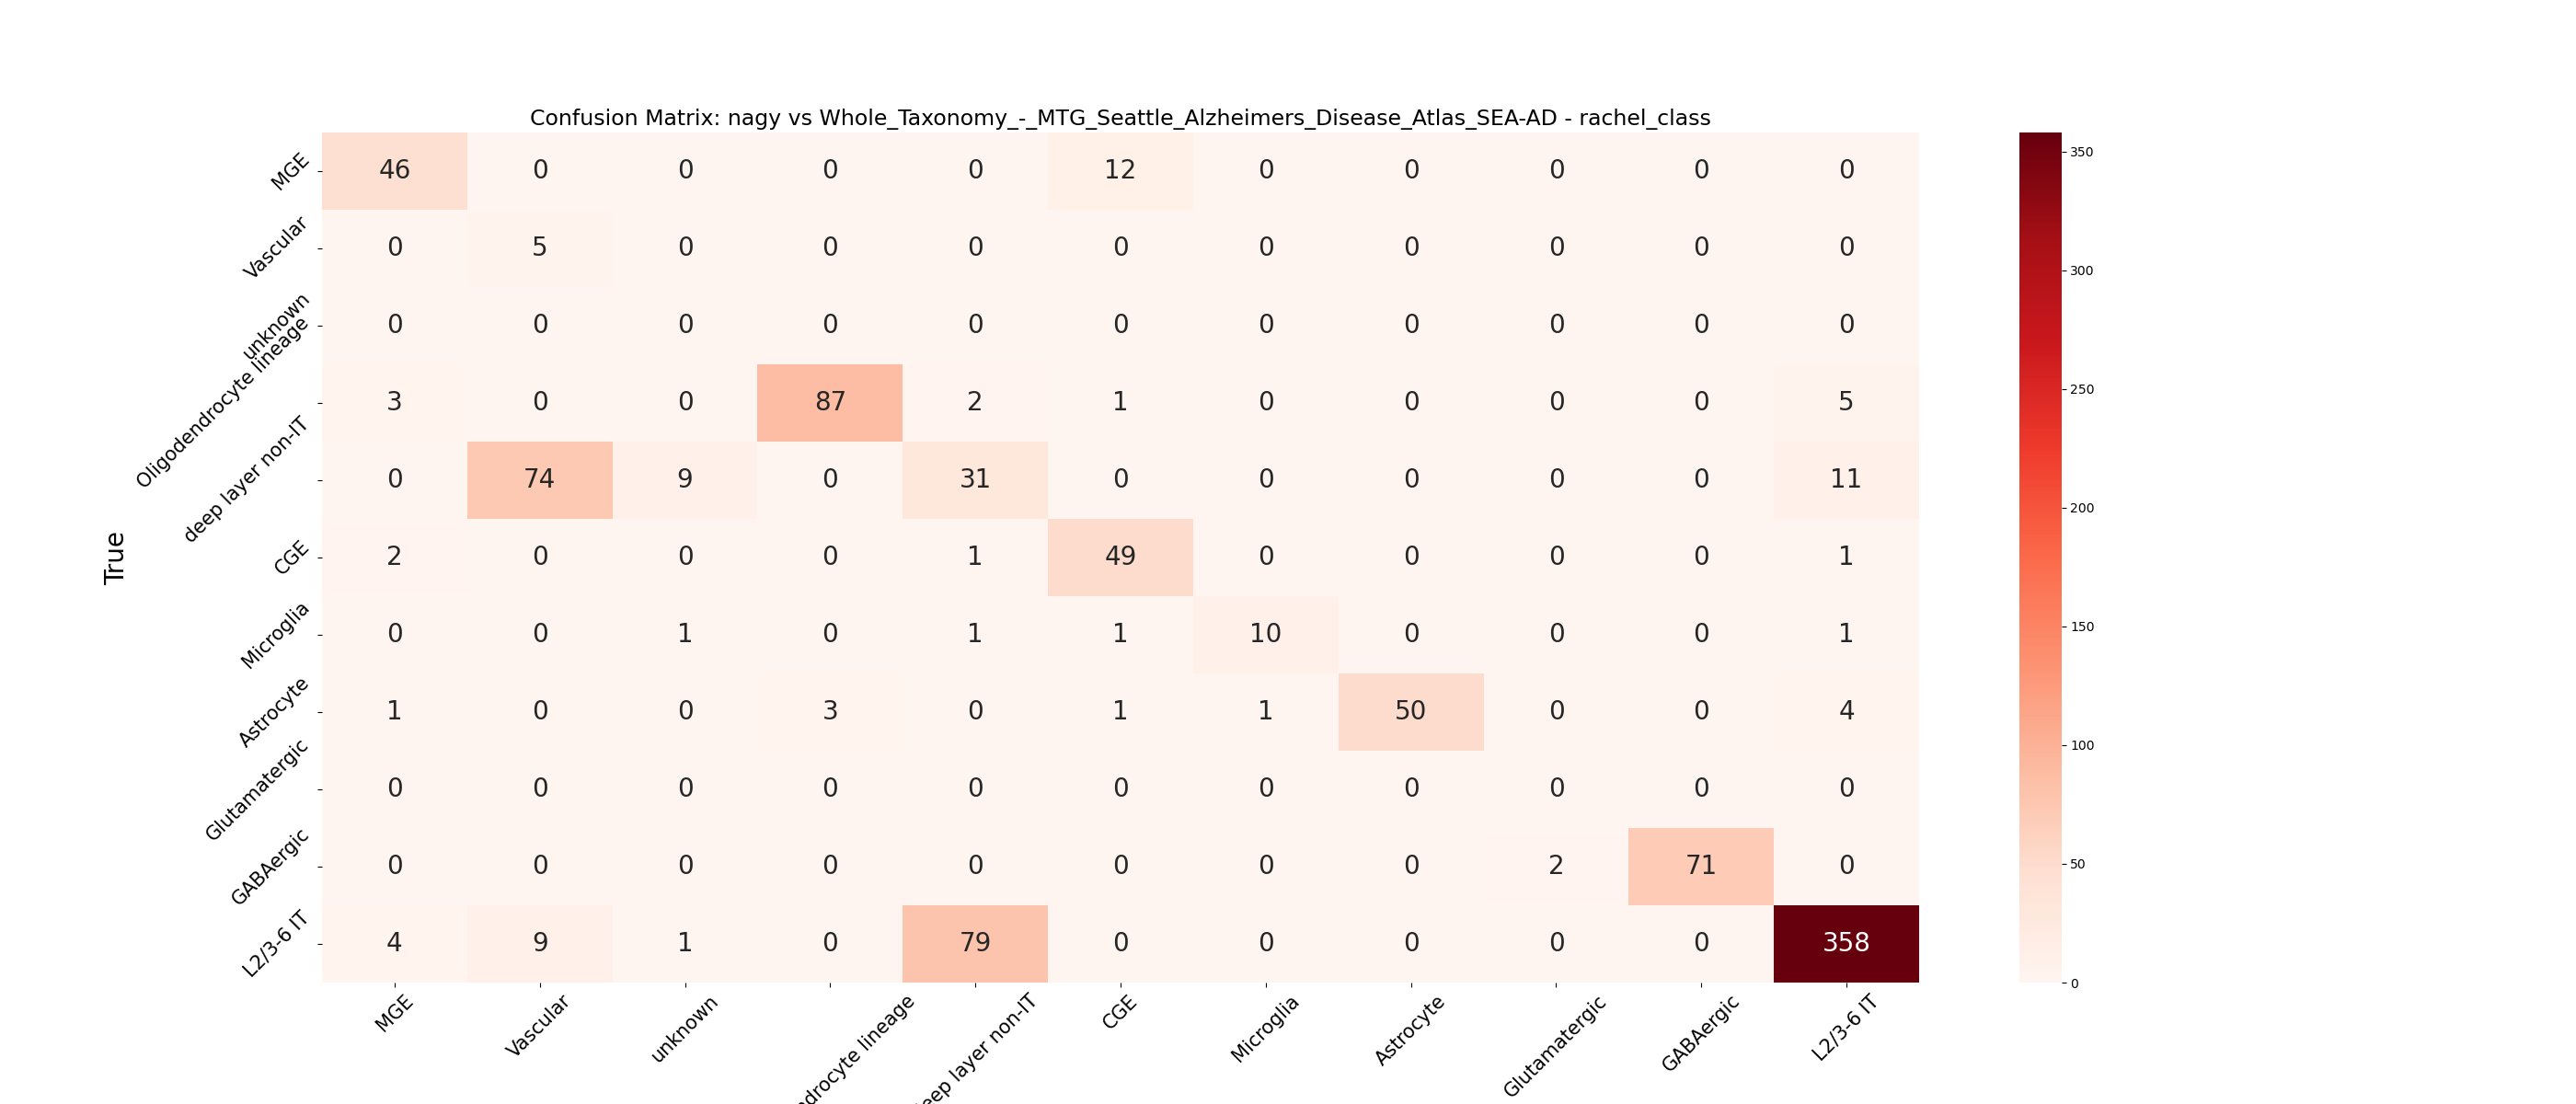 Confusion Matrix: nagy vs Whole_Taxonomy_-_MTG_Seattle_Alzheimers_Disease_Atlas_SEA-AD - rachel_class
True
MGE 46 0 0 0 0 12 0 0 0 0 0
Vascular 0 5 0 0 0 0 0 0 0 0 0
unknown 0 0 0 0 0 0 0 0 0 0 0
Oligodendrocyte lineage 3 0 0 87 2 1 0 0 0 0 5
deep layer non-IT 0 74 9 0 31 0 0 0 0 0 11
CGE 2 0 0 0 1 49 0 0 0 0 1
Microglia 0 0 1 0 1 1 10 0 0 0 1
Astrocyte 1 0 0 3 0 1 1 50 0 0 4
Glutamatergic 0 0 0 0 0 0 0 0 0 0 0
GABAergic 0 0 0 0 0 0 0 0 2 71 0
L2/3-6 IT 4 9 1 0 79 0 0 0 0 0 358
MGE Vascular unknown ndrocyte lineage eep layer non-IT CGE Microglia Astrocyte Glutamatergic GABAergic L2/3-6 IT
350
300
250
200
150
100
50
0